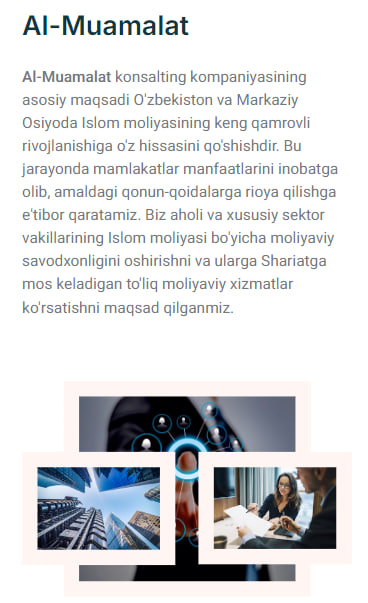 Al-Muamalat
Al-Muamalat konsalting kompaniyasining
asosiy maqsadi O'zbekiston va Markaziy
Osiyoda Islom moliyasining keng qamrovli
rivojlanishiga o'z hissasini qo'shishdir. Bu
jarayonda mamlakatlar manfaatlarini inobatga
olib, amaldagi qonun-qoidalarga rioya qilishga
e'tibor qaratamiz. Biz aholi va xususiy sektor
vakillarining Islom moliyasi bo'yicha moliyaviy
savodxonligini oshirishni va ularga Shariatga
mos keladigan to'liq moliyaviy xizmatlar
ko'rsatishni maqsad qilganmiz.